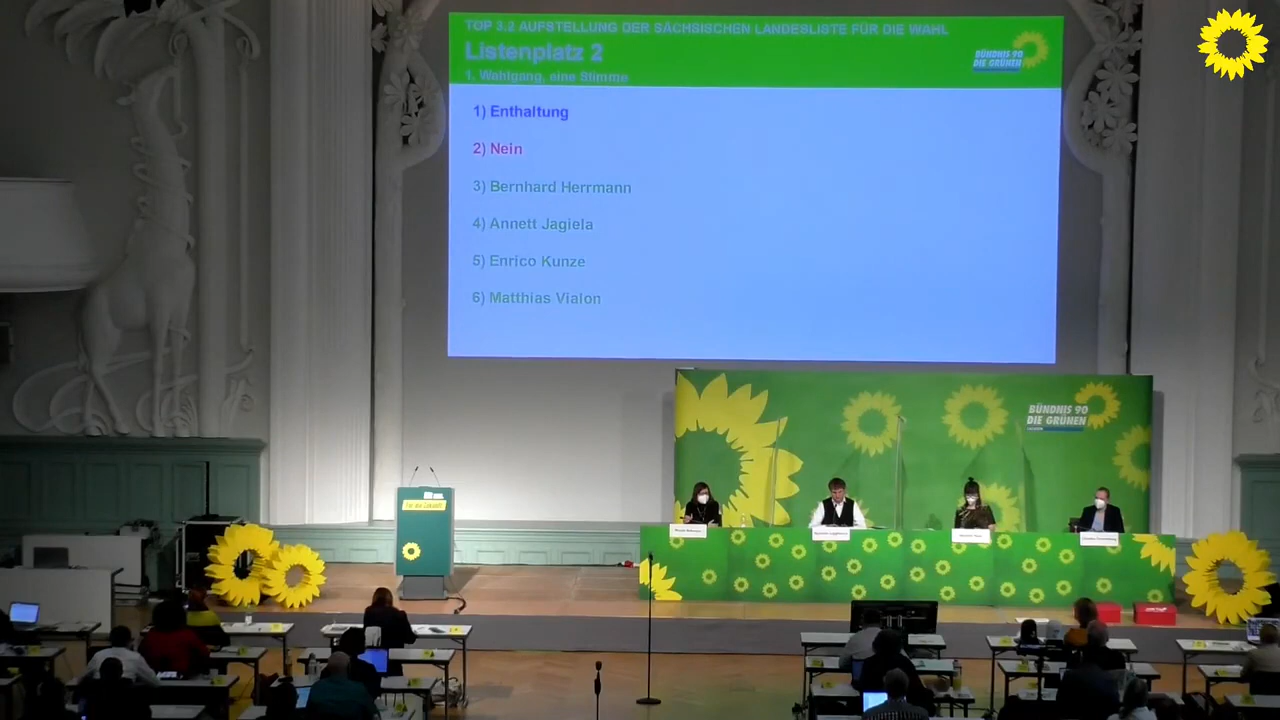 TOP 3.2 AUFSTELLUNG DER SÄCHSISCHEN LANDESLISTE FÜR DIE WAHL
Listenplatz 2
1. Wahlgang, eine Stimme
BÜNDNIS 90
DIE GRÜNEN
1) Enthaltung
2) Nein
3) Bernhard Herrmann
4) Annett Jagiela
5) Enrico Kunze
6) Matthias Vialon
BÜNDNIS 90
DIE GRÜNEN